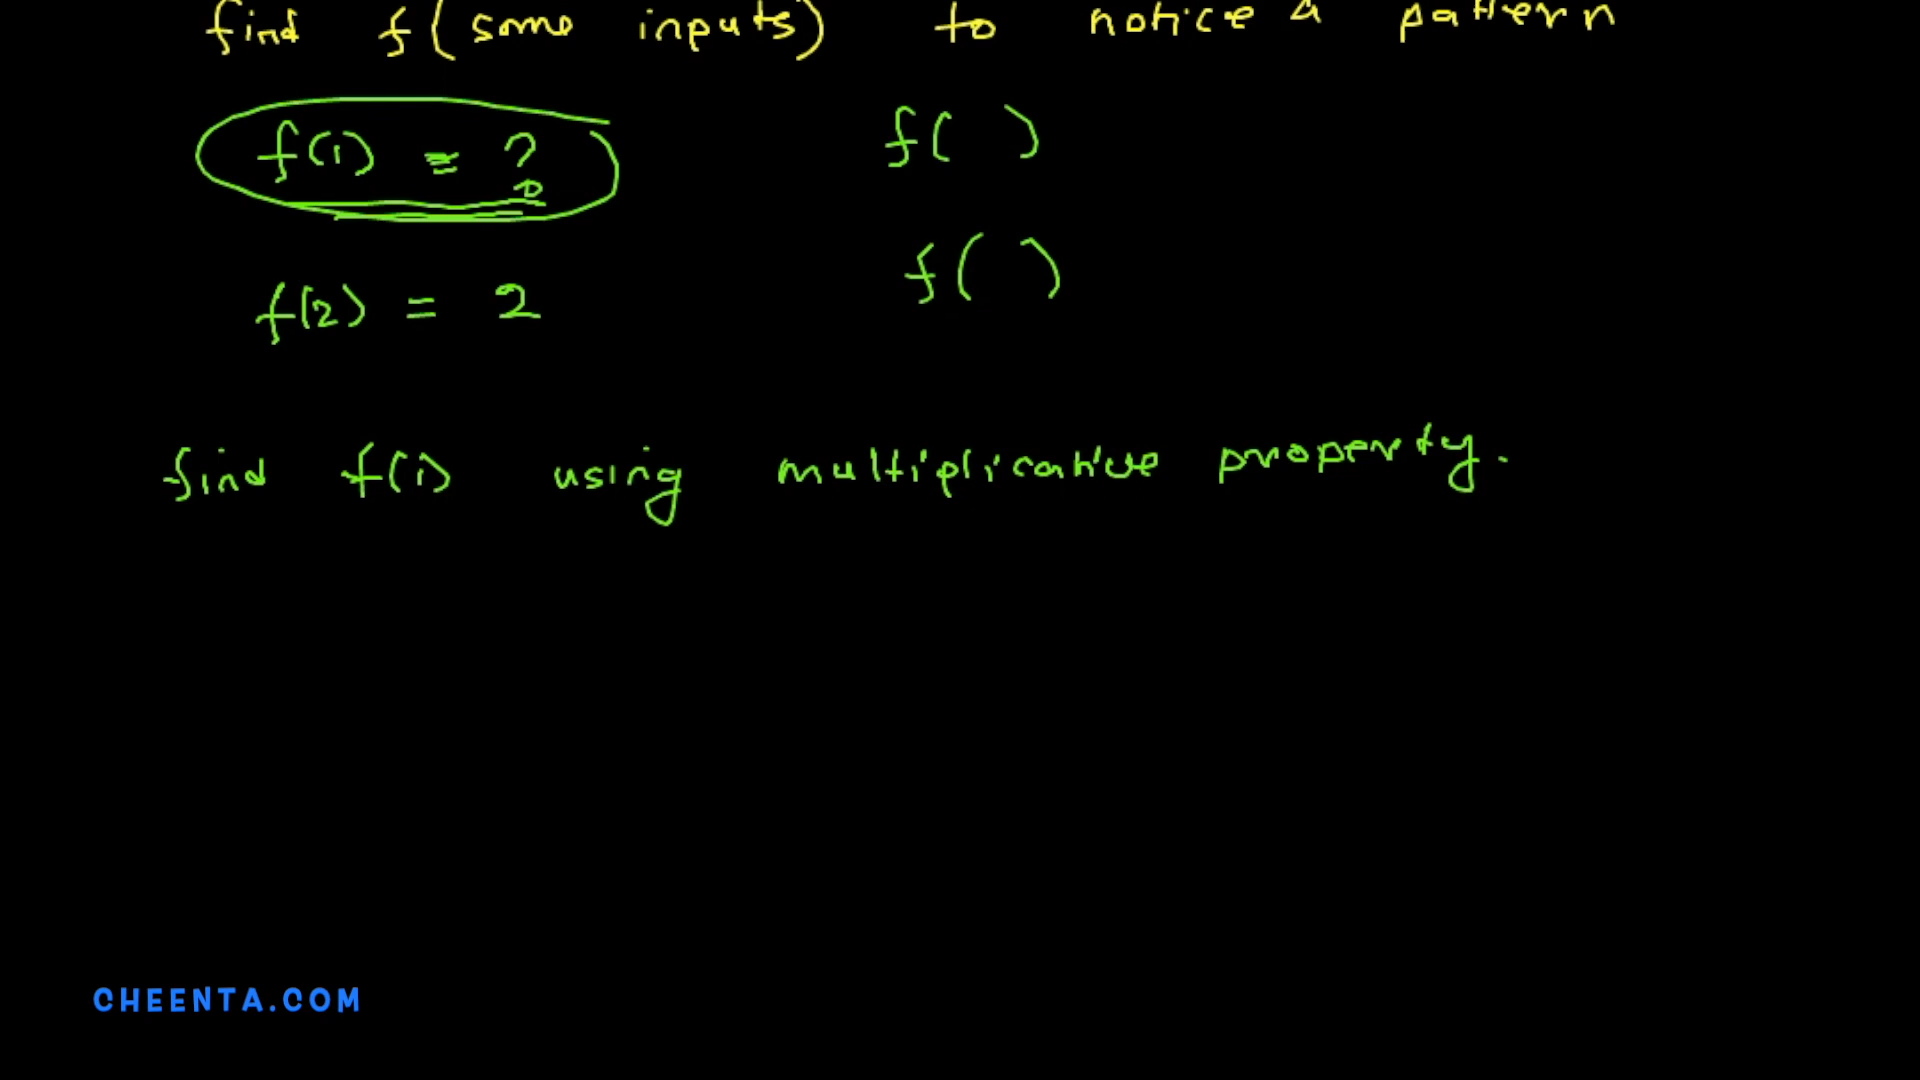 find f(some inputs) to notice a pattern
f(1) = ? f( )
f( )
f(2) = 2
find f(1) using multiplicative property.
CHEENTA.COM